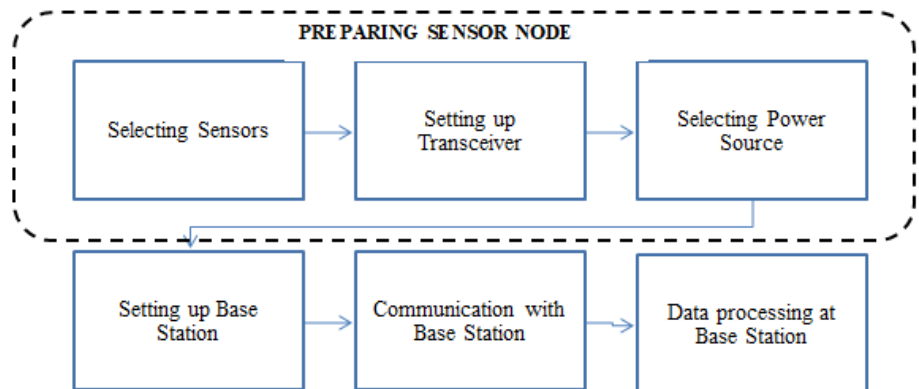 PREPARING SENSOR NODE
Selecting Sensors
Setting up
Transceiver
Selecting Power
Source
Setting up Base
Station
Communication with
Base Station
Data processing at
Base Station